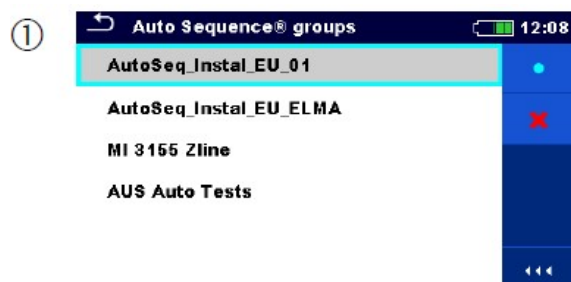 ①
Auto Sequence® groups 12:08
AutoSeq_Instal_EU_01
AutoSeq_Instal_EU_ELMA
MI 3155 Zline
AUS Auto Tests